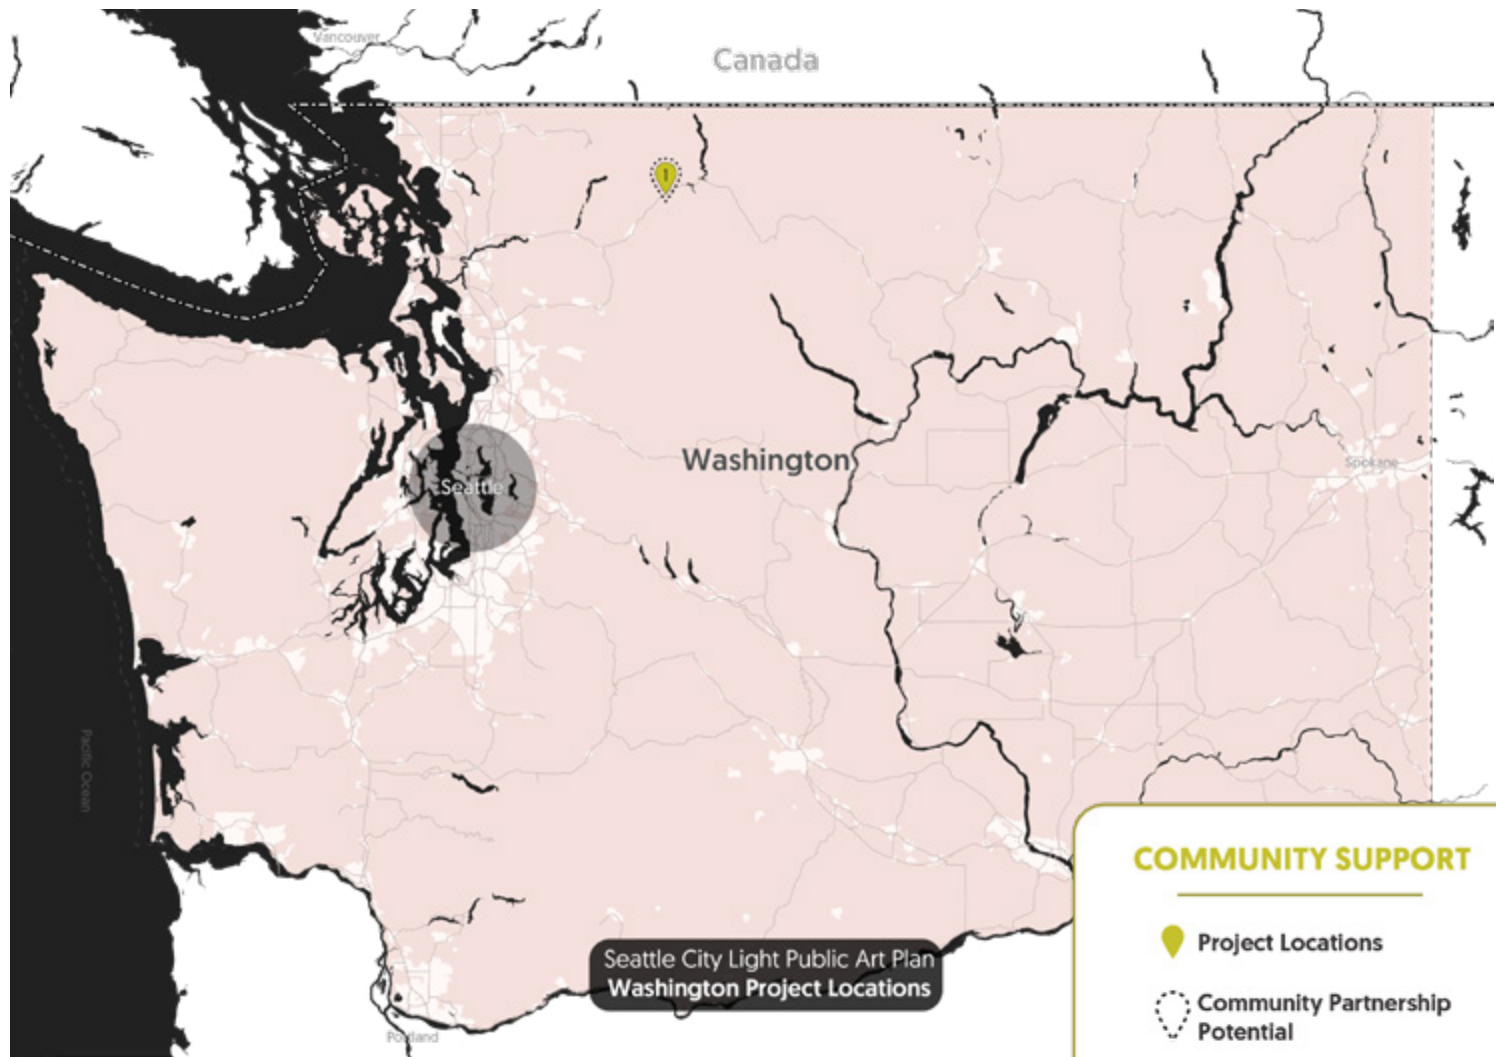 Vancouver
Canada
1
Washington
Seattle
Spokane
Pacific Ocean
COMMUNITY SUPPORT
Project Locations
Community Partnership
Potential
Seattle City Light Public Art Plan
Washington Project Locations
Portland